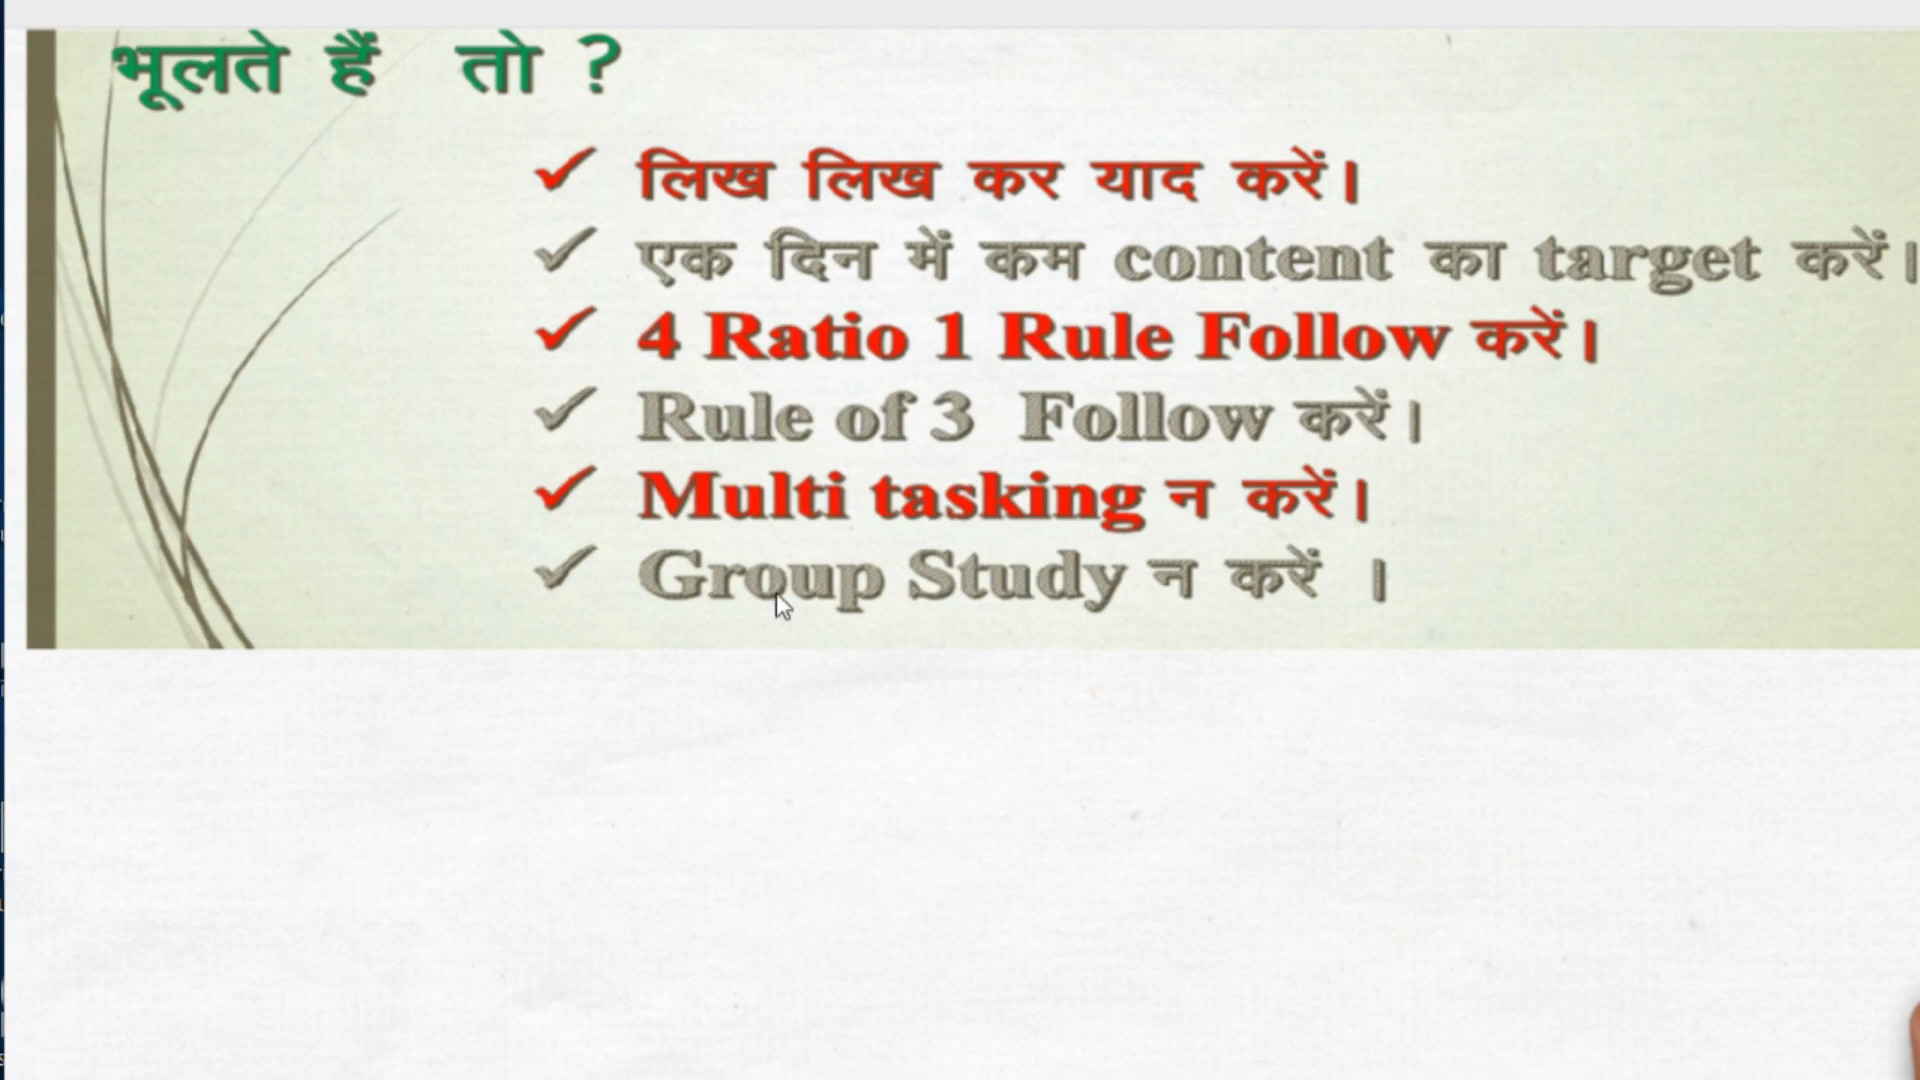 भूलते हैं तो ?
लिख लिख कर याद करें।
एक दिन में कम content का target करें।
4 Ratio 1 Rule Follow करें।
Rule of 3 Follow करें।
Multi tasking न करें।
Group Study न करें ।